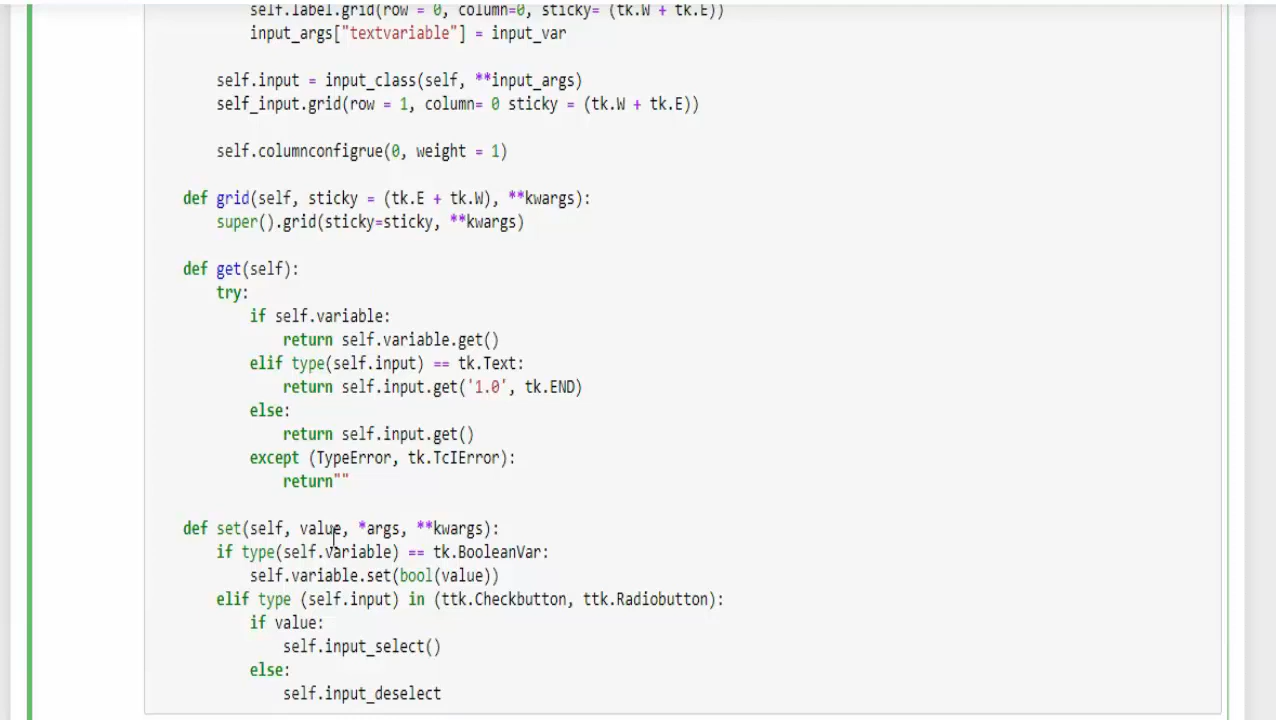 self.label.grid(row = 0, column=0, sticky= (tk.W + tk.E))
input_args["textvariable"] = input_var
self.input = input_class(self, **input_args)
self_input.grid(row = 1, column= 0 sticky = (tk.W + tk.E))
self.columnconfigrue(0, weight = 1)
def grid(self, sticky = (tk.E + tk.W), **kwargs):
super().grid(sticky=sticky, **kwargs)
def get(self):
try:
if self.variable:
return self.variable.get()
elif type(self.input) == tk.Text:
return self.input.get('1.0', tk.END)
else:
return self.input.get()
except (TypeError, tk.TcIError):
return""
def set(self, value, *args, **kwargs):
if type(self.variable) == tk.BooleanVar:
self.variable.set(bool(value))
elif type (self.input) in (ttk.Checkbutton, ttk.Radiobutton):
if value:
self.input_select()
else:
self.input_deselect